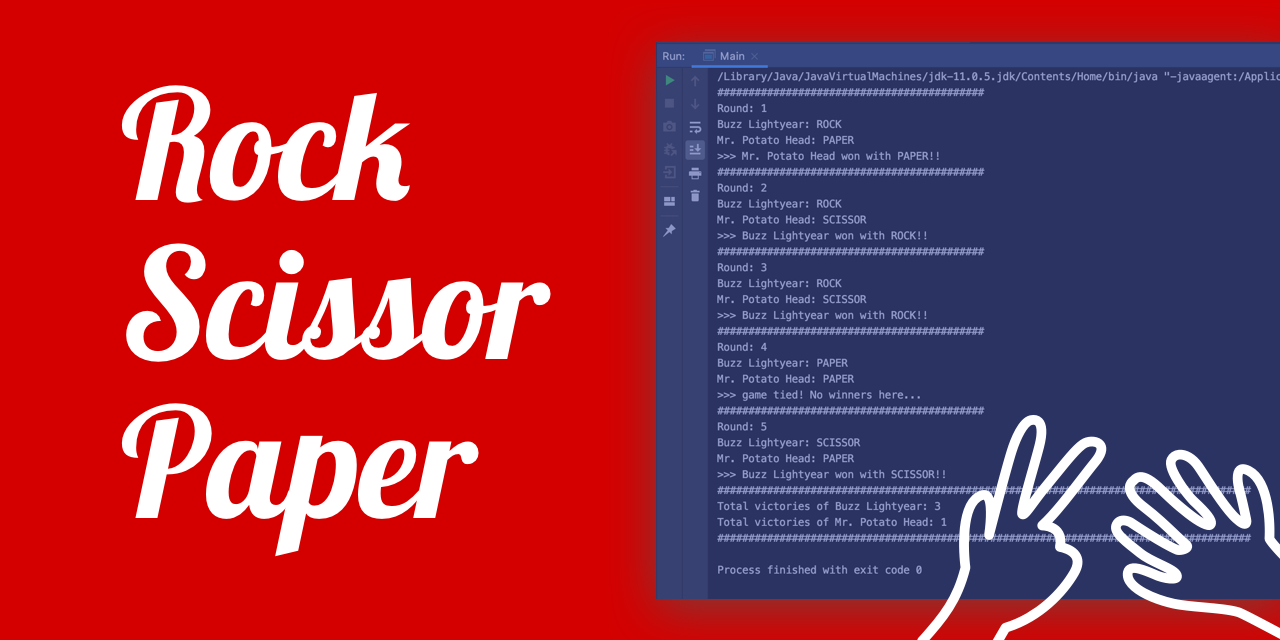 Rock
Scissor
Paper
Run:
Main
/Library/Java/JavaVirtualMachines/jdk-11.0.5.jdk/Contents/Home/bin/java "-javaagent:/Applic
##########################################
Round: 1
Buzz Lightyear: ROCK
Mr. Potato Head: PAPER
>>> Mr. Potato Head won with PAPER!!
##########################################
Round: 2
Buzz Lightyear: ROCK
Mr. Potato Head: SCISSOR
>>> Buzz Lightyear won with ROCK!!
##########################################
Round: 3
Buzz Lightyear: ROCK
Mr. Potato Head: SCISSOR
>>> Buzz Lightyear won with ROCK!!
##########################################
Round: 4
Buzz Lightyear: PAPER
Mr. Potato Head: PAPER
>>> game tied! No winners here...
##########################################
Round: 5
Buzz Lightyear: SCISSOR
Mr. Potato Head: PAPER
>>> Buzz Lightyear won with SCISSOR!!
####################################################################################
Total victories of Buzz Lightyear: 3
Total victories of Mr. Potato Head: 1
####################################################################################
Process finished with exit code 0